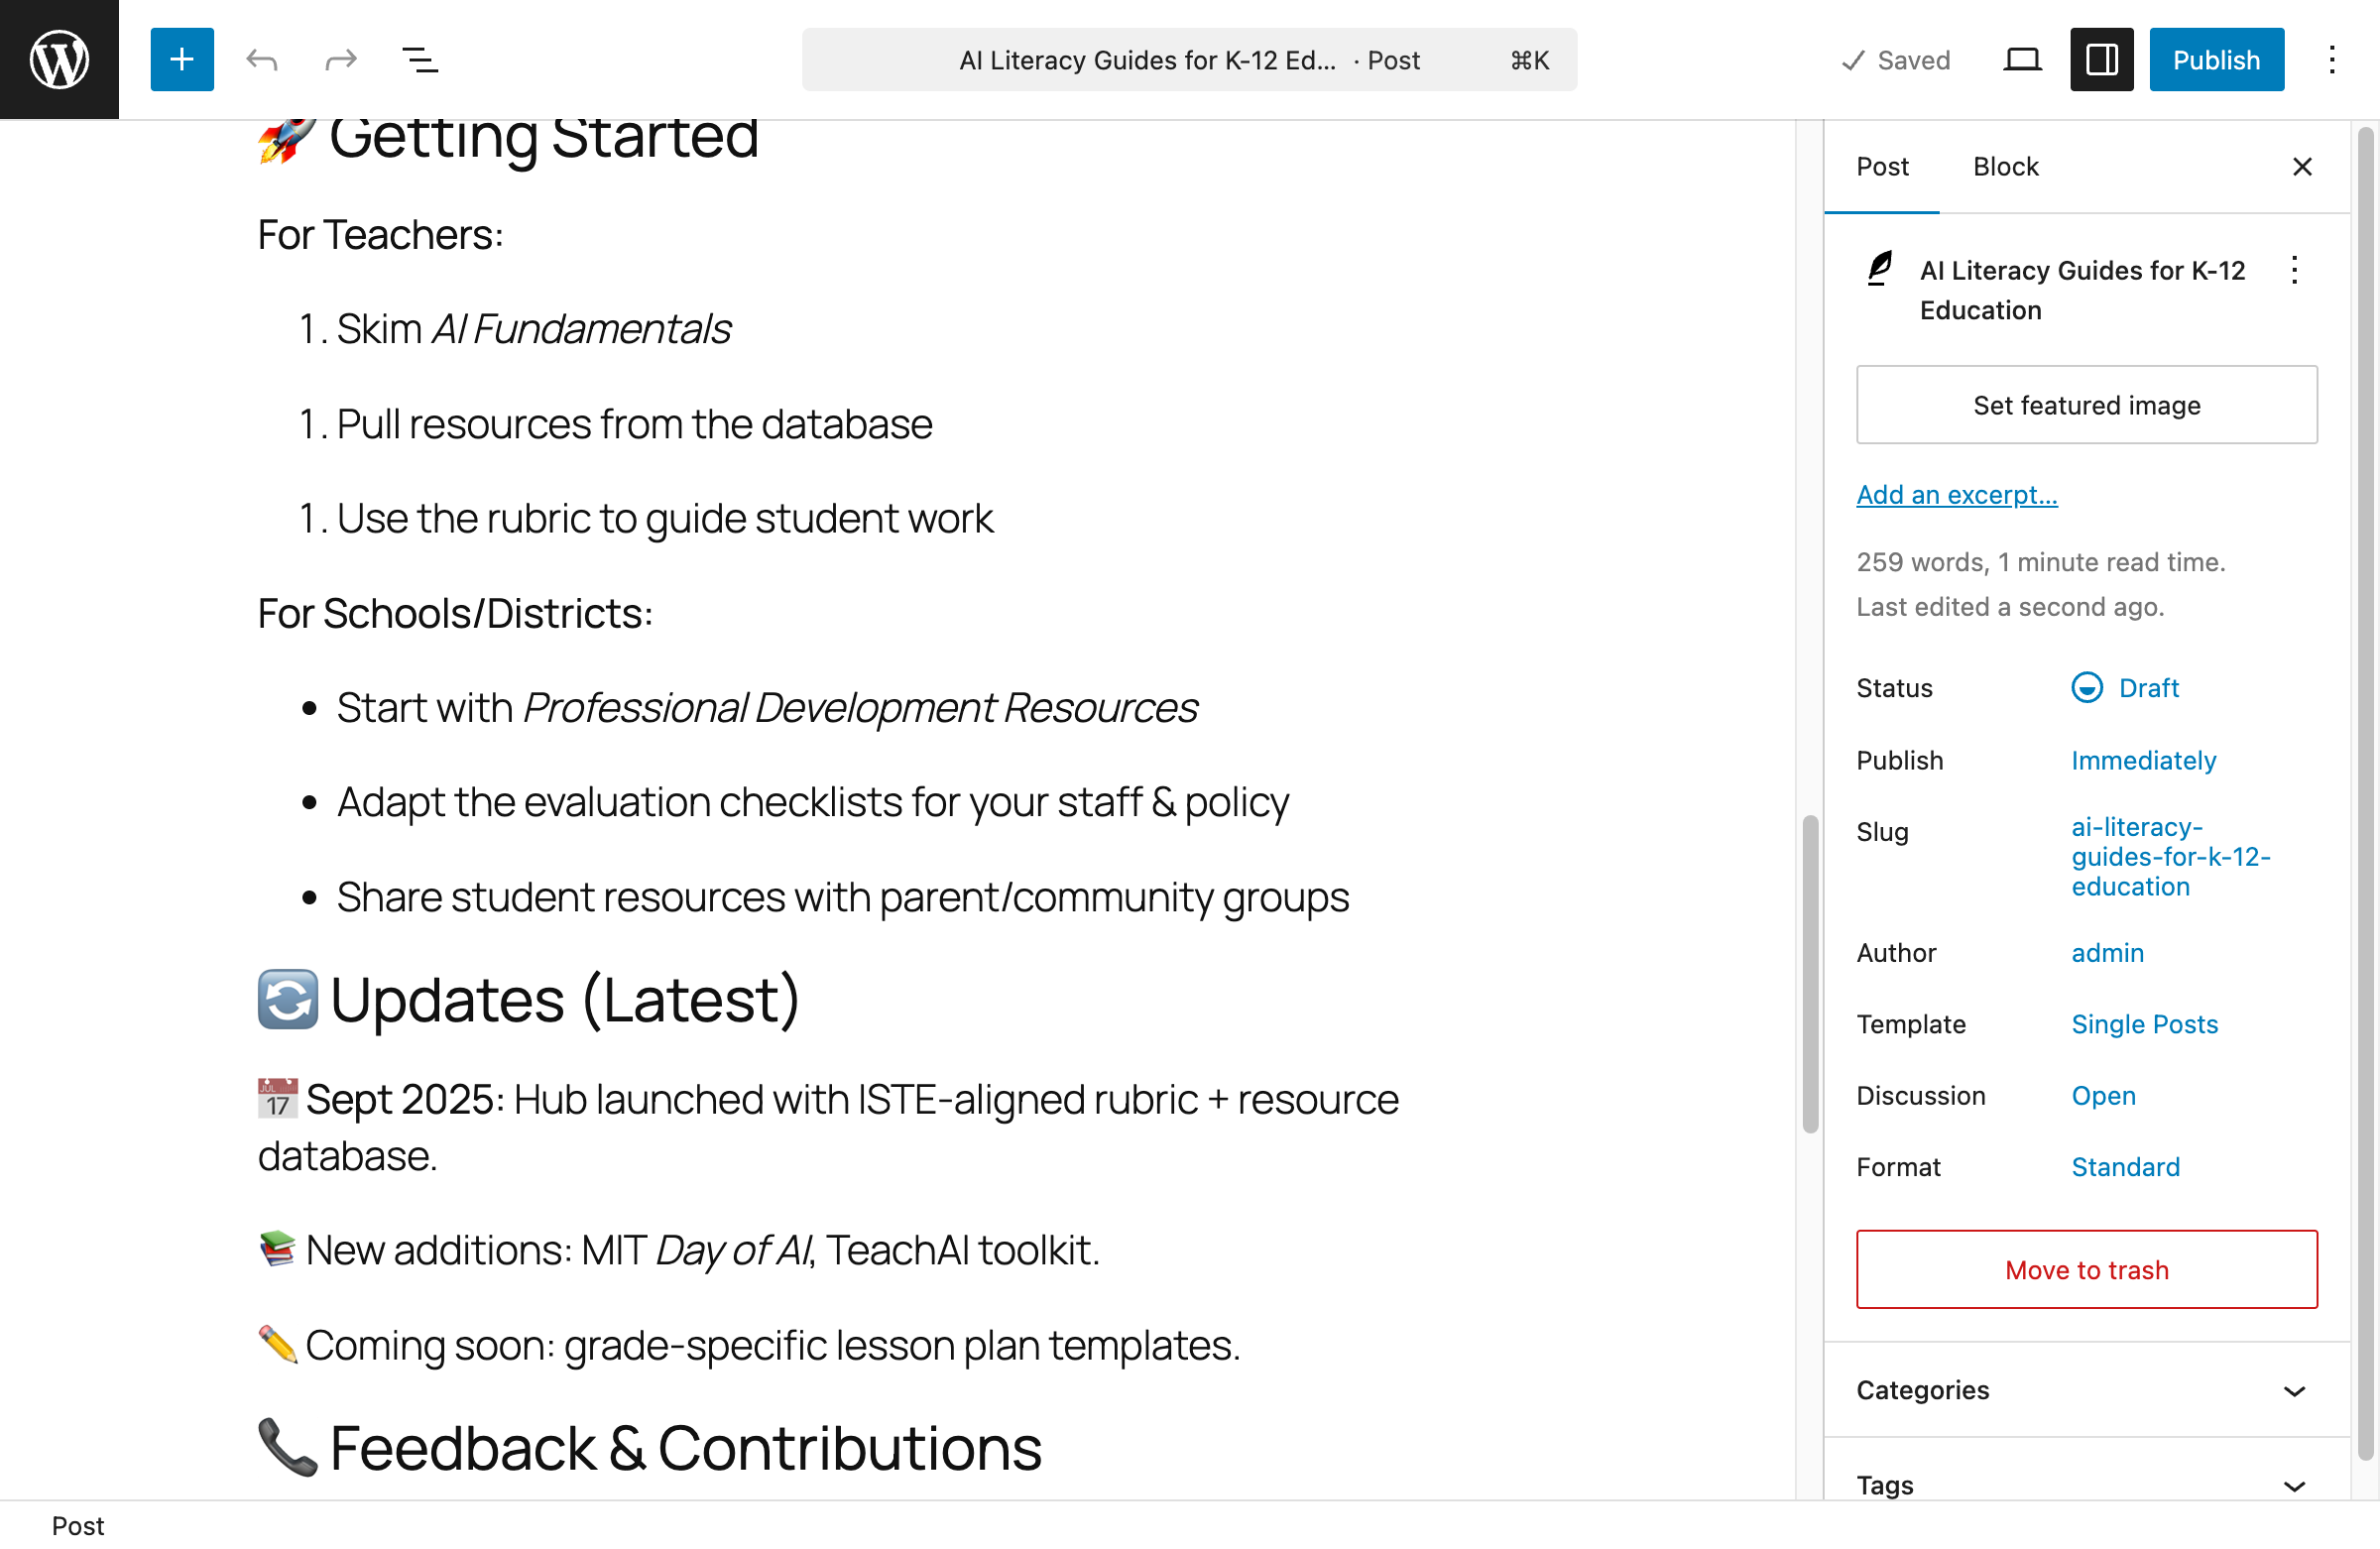 AI Literacy Guides for K-12 Ed... · Post ⌘K
Saved
Publish
🚀 Getting Started
For Teachers:
1. Skim AI Fundamentals
1. Pull resources from the database
1. Use the rubric to guide student work
For Schools/Districts:
• Start with Professional Development Resources
• Adapt the evaluation checklists for your staff & policy
• Share student resources with parent/community groups
🔄 Updates (Latest)
📅 Sept 2025: Hub launched with ISTE-aligned rubric + resource
database.
📚 New additions: MIT Day of AI, TeachAI toolkit.
✏️ Coming soon: grade-specific lesson plan templates.
📞 Feedback & Contributions
Post Block
AI Literacy Guides for K-12
Education
Set featured image
Add an excerpt...
259 words, 1 minute read time.
Last edited a second ago.
Status Draft
Publish Immediately
Slug ai-literacy-
guides-for-k-12-
education
Author admin
Template Single Posts
Discussion Open
Format Standard
Move to trash
Categories
Tags
Post